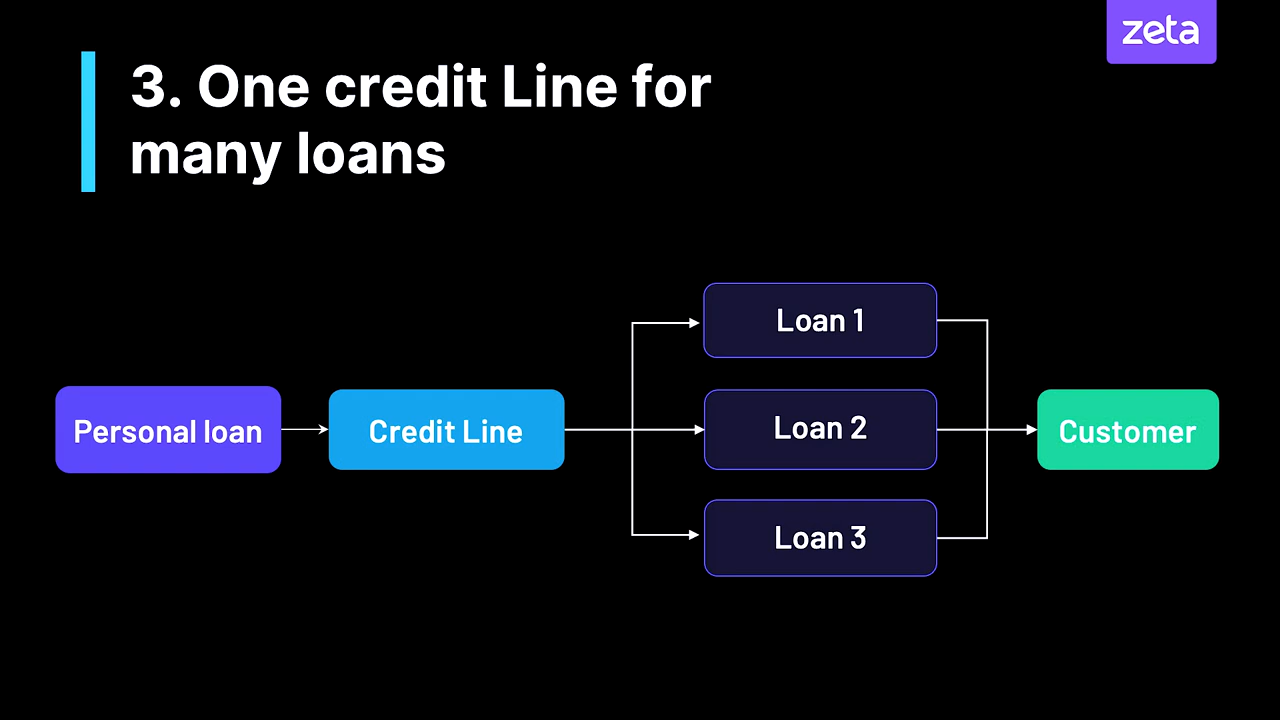 zeta
3. One credit Line for
many loans
Loan 1
Personal loan
Credit Line
Loan 2
Customer
Loan 3